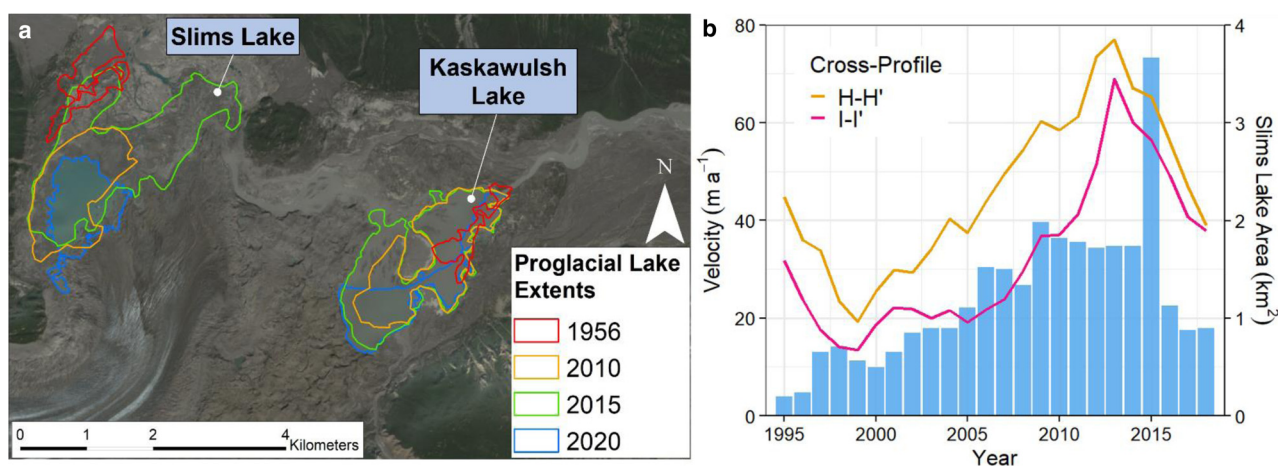 a
Slims Lake
Kaskawulsh
Lake
N
Proglacial Lake
Extents
1956
2010
2015
2020
0 1 2 4
Kilometers
b
Cross-Profile
H-H'
I-I'
80
60
40
20
0
Velocity (m a⁻¹)
4
3
2
1
0
Slims Lake Area (km²)
1995 2000 2005 2010 2015
Year